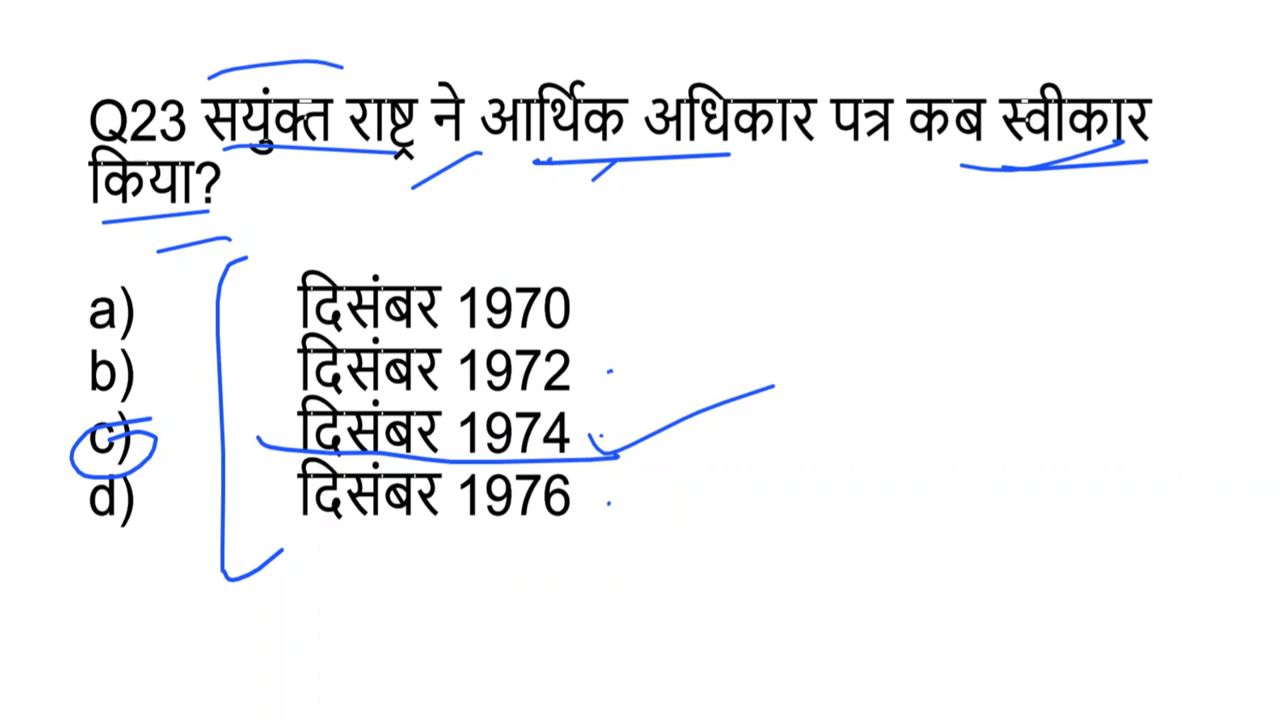 Q23 सयुंक्त राष्ट्र ने आर्थिक अधिकार पत्र कब स्वीकार
किया?
a) दिसंबर 1970
b) दिसंबर 1972
c) दिसंबर 1974
d) दिसंबर 1976